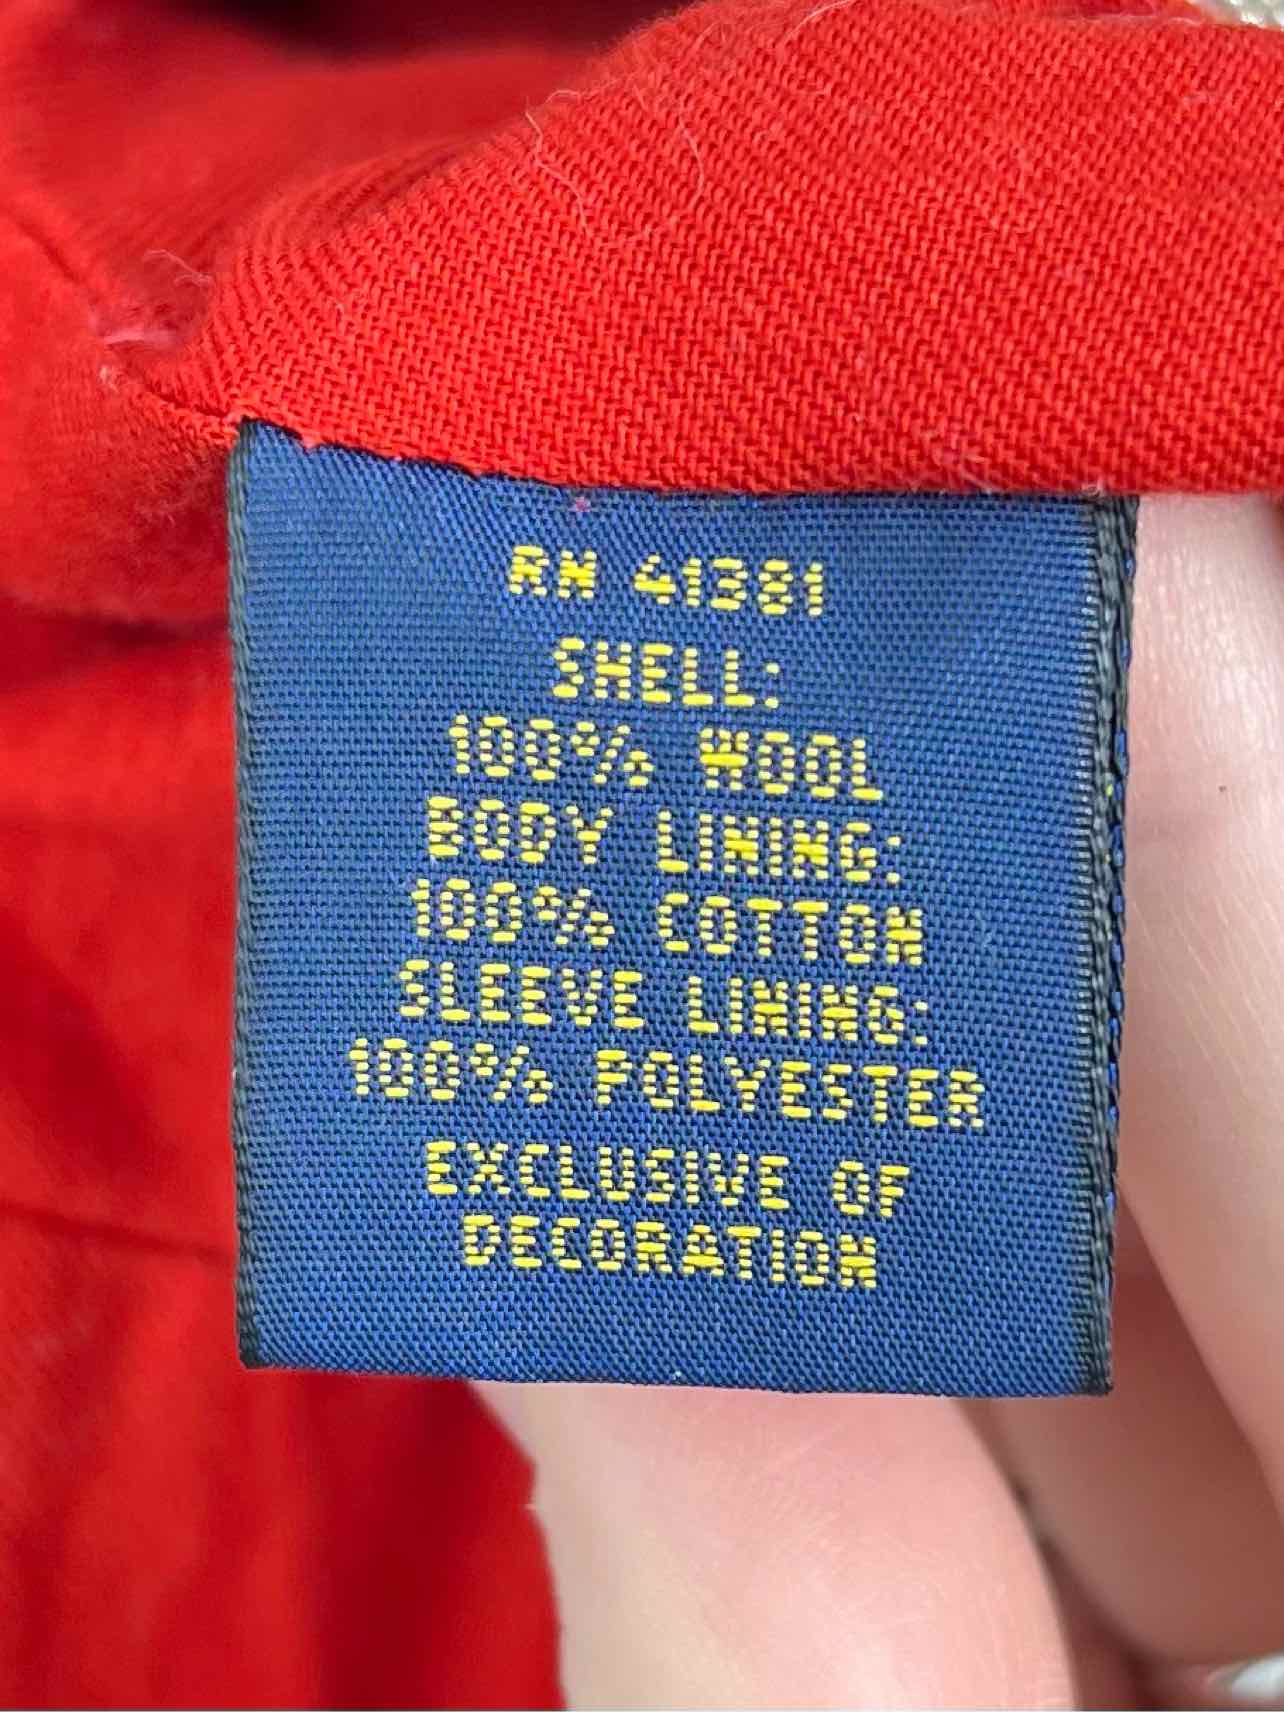 RN 41381
SHELL:
100% WOOL
BODY LINING:
100% COTTON
SLEEVE LINING:
100% POLYESTER
EXCLUSIVE OF
DECORATION